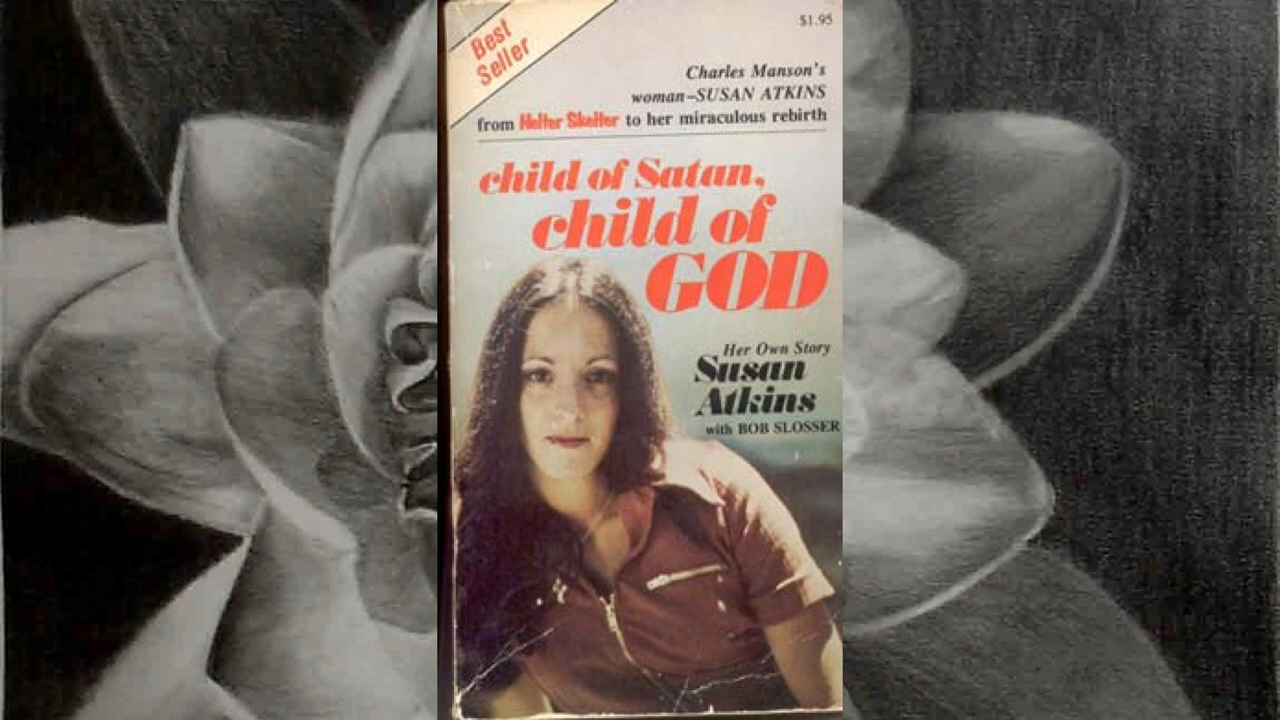 Best
Seller
$1.95
Charles Manson's
woman–SUSAN ATKINS
from Helter Skelter to her miraculous rebirth
child of Satan,
child of
GOD
Her Own Story
Susan
Atkins
with BOB SLOSSER